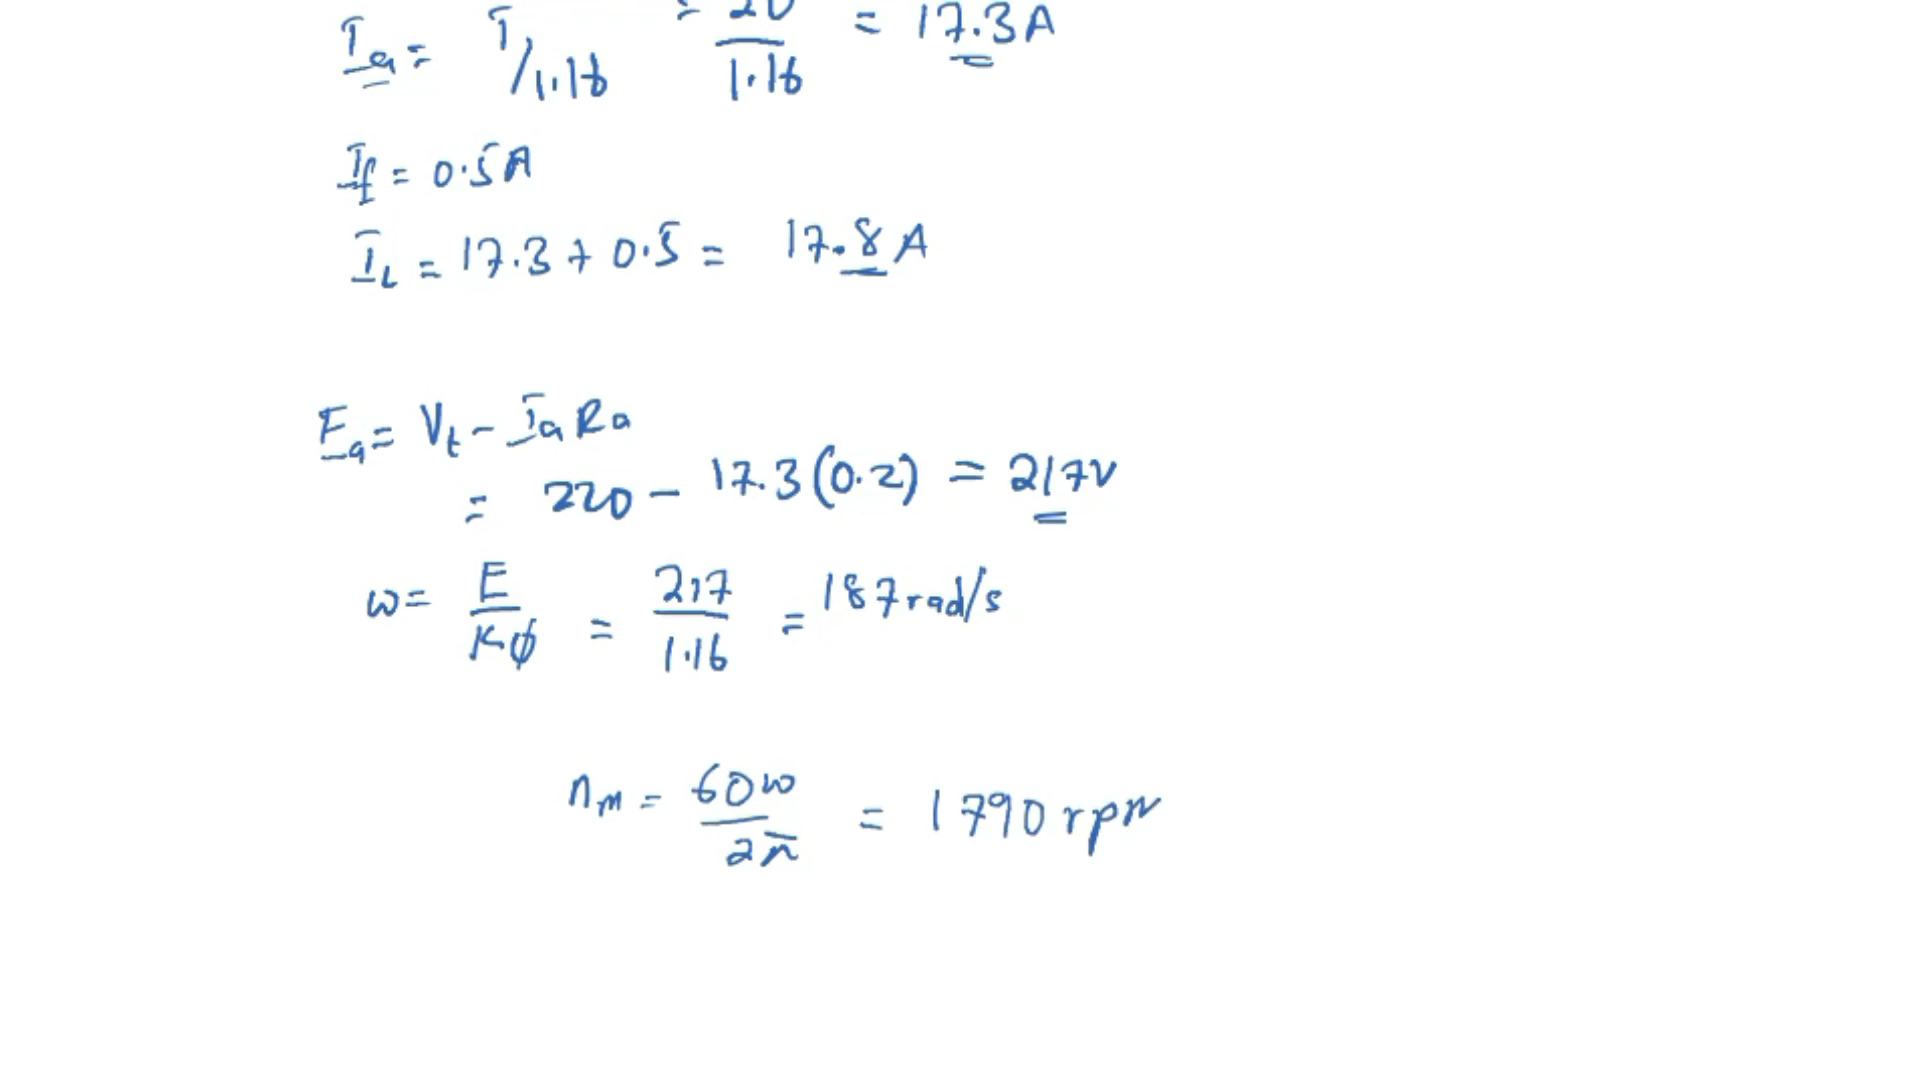 Ia = T/1.16 = 20/1.16 = 17.3A
If = 0.5A
IL = 17.3 + 0.5 = 17.8 A
Ea = Vt - IaRa
= 220 - 17.3(0.2) = 217V
ω = E/Kφ = 217/1.16 = 187rad/s
nm = 60ω/2π = 1790 rpm